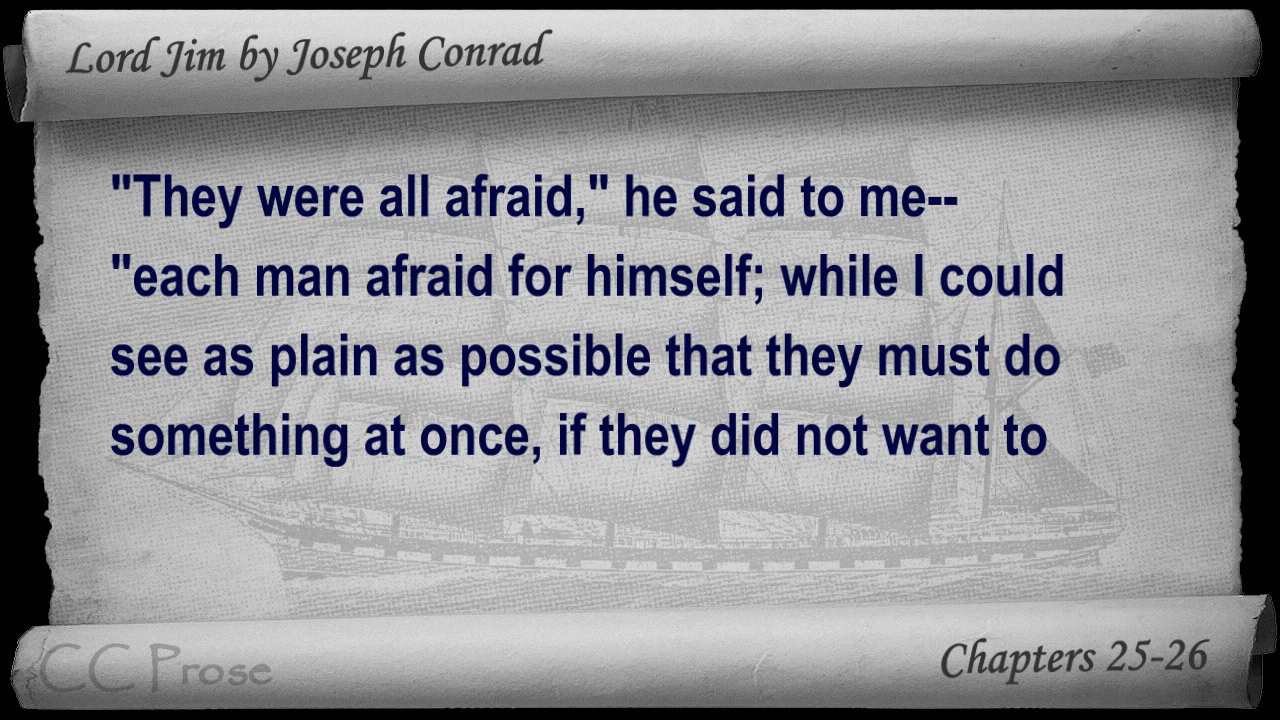 Lord Jim by Joseph Conrad
"They were all afraid," he said to me--
"each man afraid for himself; while I could
see as plain as possible that they must do
something at once, if they did not want to
CC Prose
Chapters 25-26